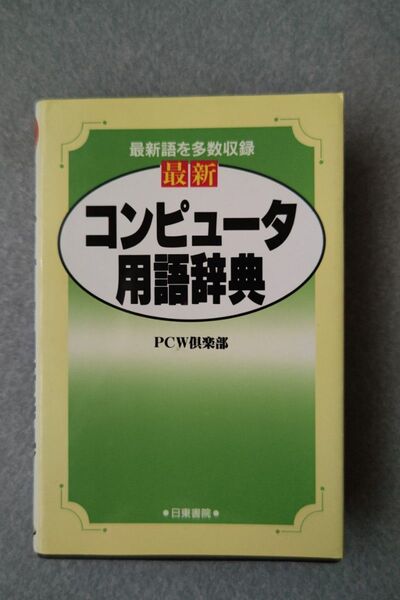 最新語を多数収録
最新
コンピュータ
用語辞典
PCW倶楽部
日東書院